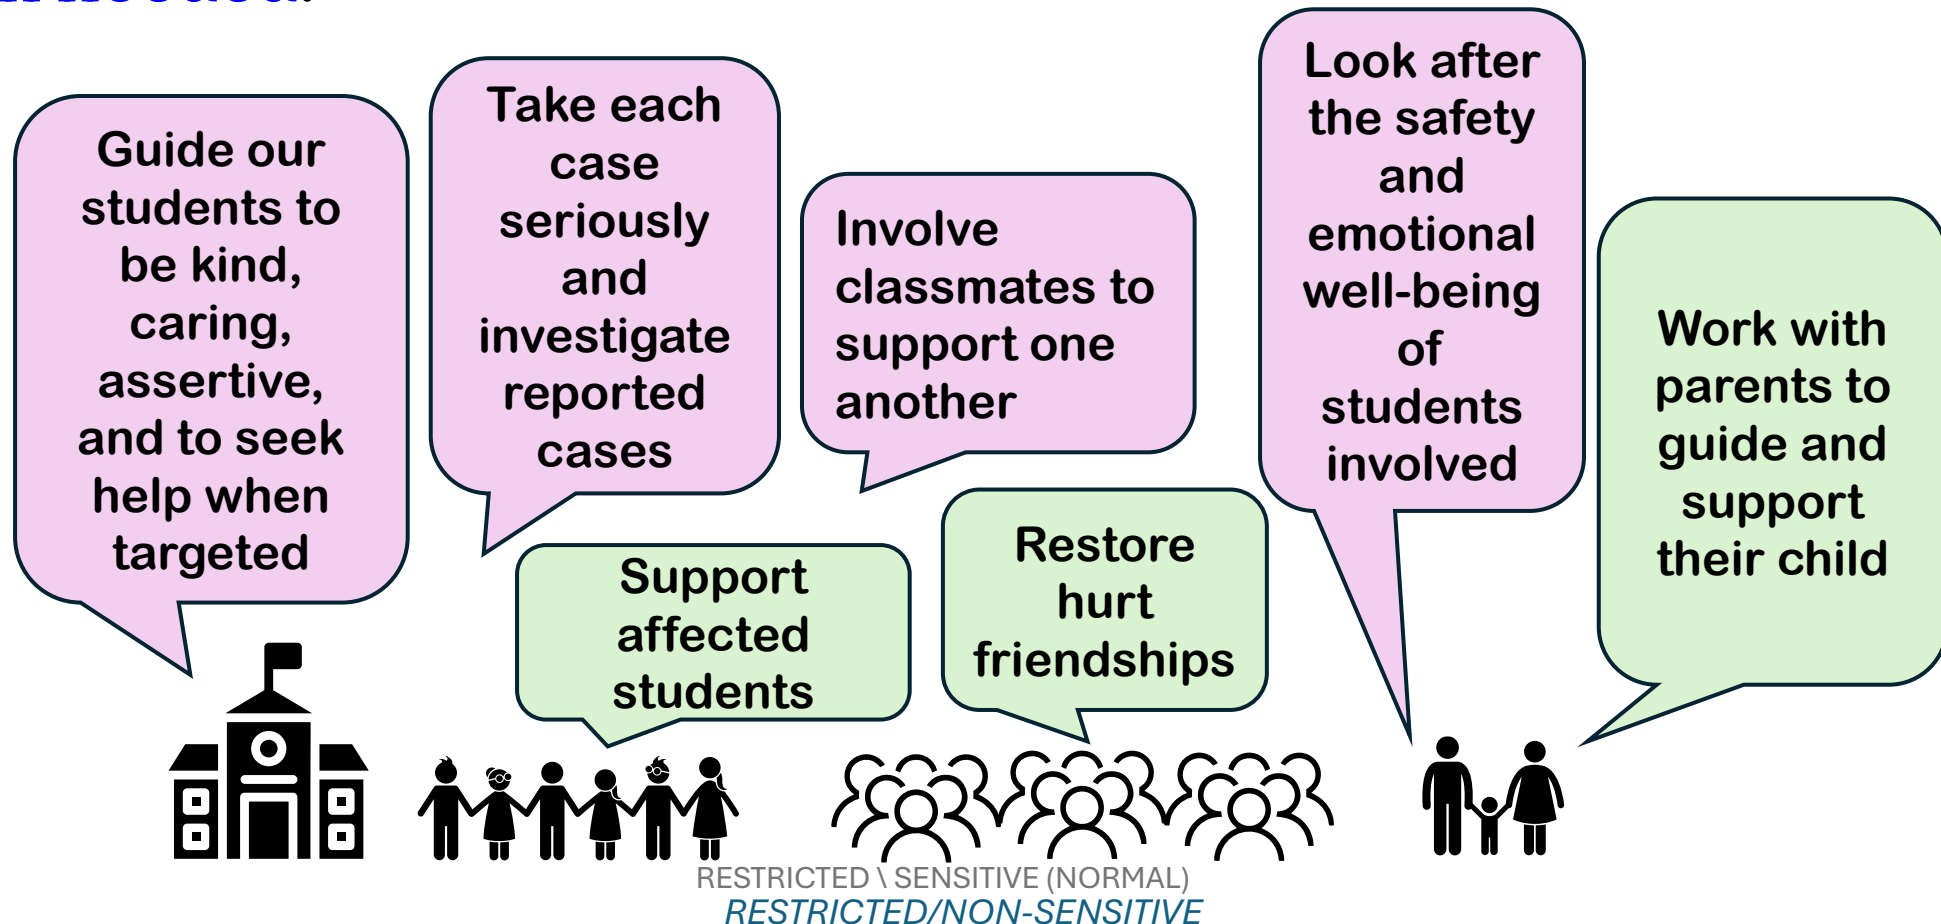 needed.
Guide our
students to
be kind,
caring,
assertive,
and to seek
help when
targeted
Take each
case
seriously
and
investigate
reported
cases
Involve
classmates to
support one
another
Look after
the safety
and
emotional
well-being
of
students
involved
Work with
parents to
guide and
support
their child
Support
affected
students
Restore
hurt
friendships
RESTRICTED \ SENSITIVE (NORMAL)
RESTRICTED/NON-SENSITIVE